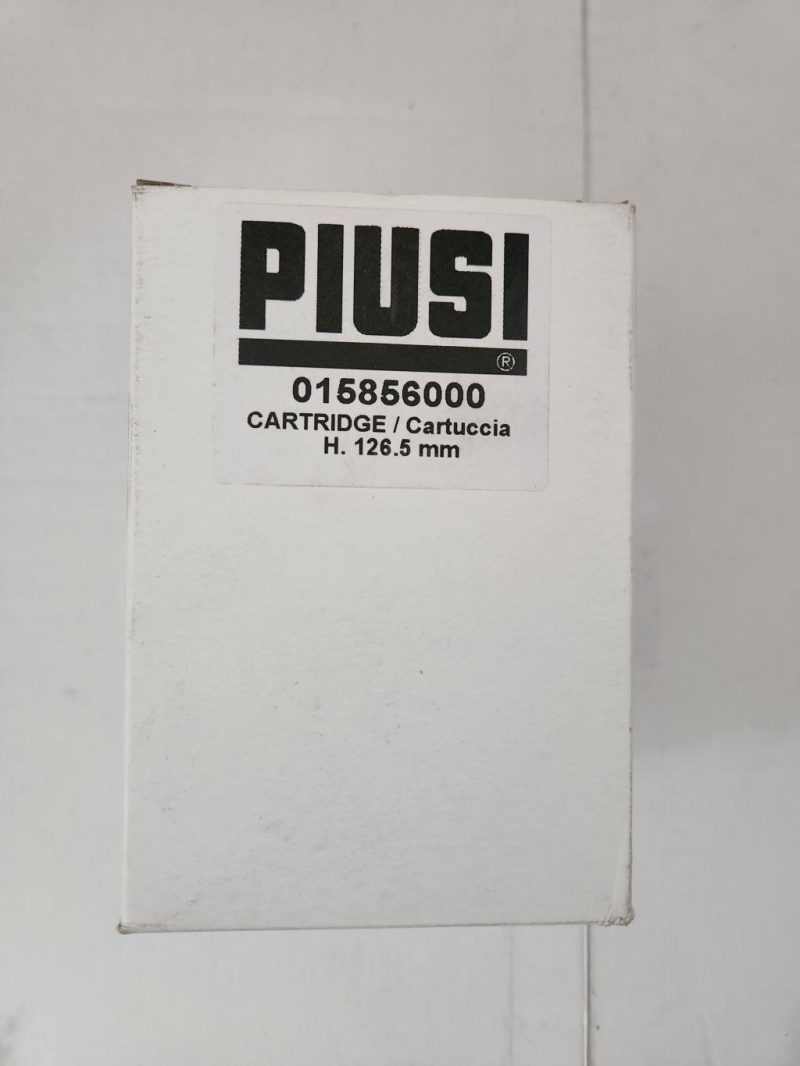 PIUSI
®
015856000
CARTRIDGE / Cartuccia
H. 126.5 mm